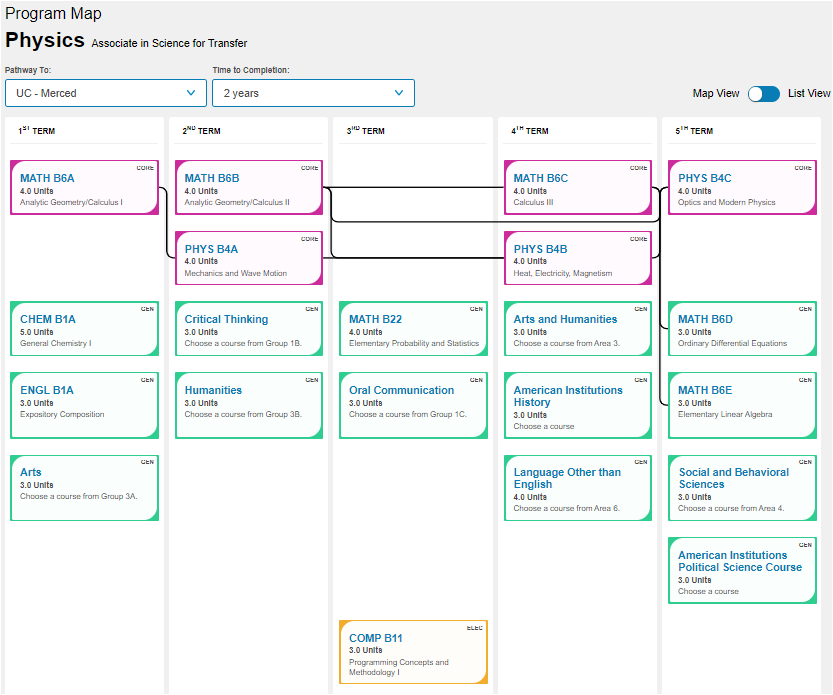 Program Map
Physics Associate in Science for Transfer
Pathway To:
UC - Merced
Time to Completion:
2 years
Map View
List View
1ST TERM
CORE
MATH B6A
4.0 Units
Analytic Geometry/Calculus I
GEN
CHEM B1A
5.0 Units
General Chemistry I
GEN
ENGL B1A
3.0 Units
Expository Composition
GEN
Arts
3.0 Units
Choose a course from Group 3A.
2ND TERM
CORE
MATH B6B
4.0 Units
Analytic Geometry/Calculus II
CORE
PHYS B4A
4.0 Units
Mechanics and Wave Motion
GEN
Critical Thinking
3.0 Units
Choose a course from Group 1B.
GEN
Humanities
3.0 Units
Choose a course from Group 3B.
3RD TERM
GEN
MATH B22
4.0 Units
Elementary Probability and Statistics
GEN
Oral Communication
3.0 Units
Choose a course from Group 1C.
ELEC
COMP B11
3.0 Units
Programming Concepts and
Methodology I
4TH TERM
CORE
MATH B6C
4.0 Units
Calculus III
CORE
PHYS B4B
4.0 Units
Heat, Electricity, Magnetism
GEN
Arts and Humanities
3.0 Units
Choose a course from Area 3.
GEN
American Institutions
History
3.0 Units
Choose a course
GEN
Language Other than
English
4.0 Units
Choose a course from Area 6.
5TH TERM
CORE
PHYS B4C
4.0 Units
Optics and Modern Physics
GEN
MATH B6D
3.0 Units
Ordinary Differential Equations
GEN
MATH B6E
3.0 Units
Elementary Linear Algebra
GEN
Social and Behavioral
Sciences
3.0 Units
Choose a course from Area 4.
GEN
American Institutions
Political Science Course
3.0 Units
Choose a course